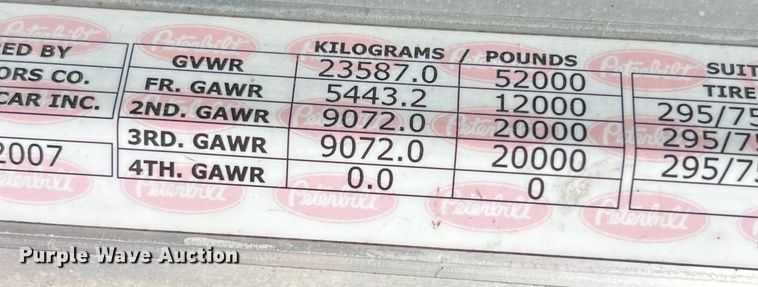 KILOGRAMS / POUNDS
RED BY GVWR 23587.0 52000 SUIT
ORS CO. FR. GAWR 5443.2 12000 TIRE
CAR INC. 2ND. GAWR 9072.0 20000 295/75
3RD. GAWR 9072.0 20000 295/75
2007 4TH. GAWR 0.0 0 295/75
Peterbilt
Purple Wave Auction